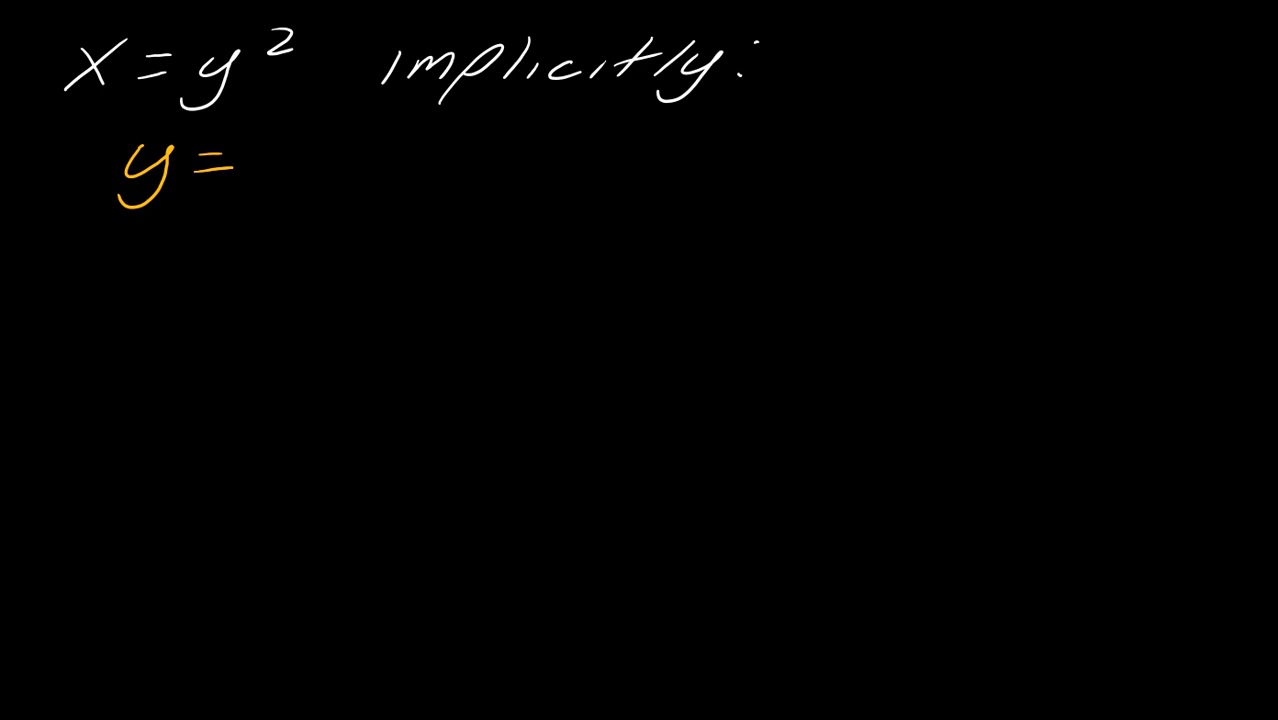 x = y² implicitly:
y =